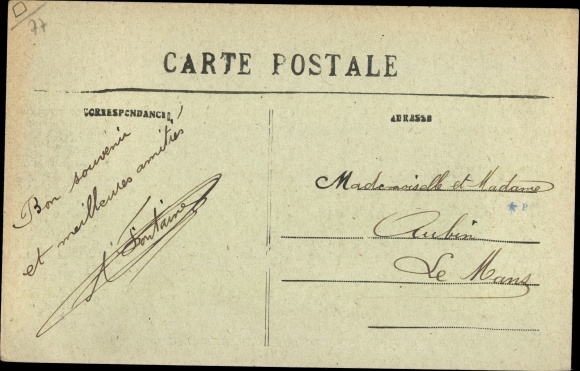 77
CARTE POSTALE
CORRESPONDANCE
ADRESSE
Bon souvenir
et meilleures amitiés
Fontaine
Mademoiselle et Madame
Aubin
Le Mans